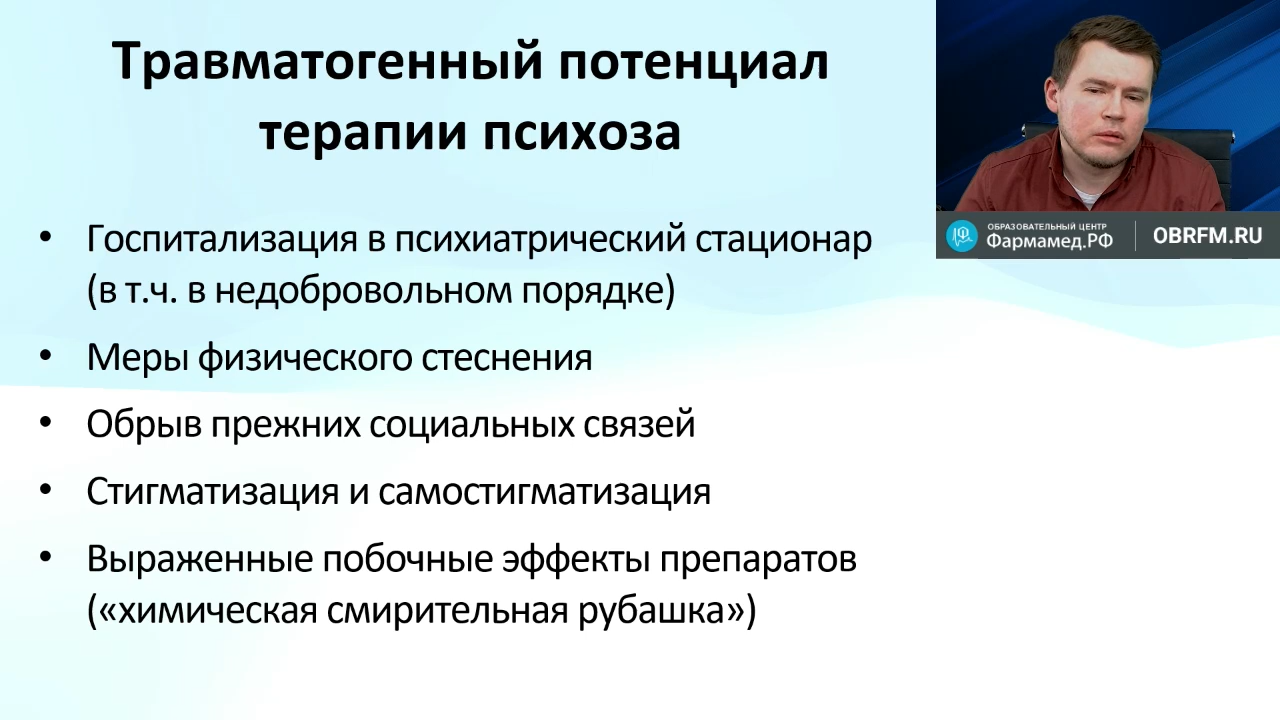 Травматогенный потенциал
терапии психоза
• Госпитализация в психиатрический стационар
(в т.ч. в недобровольном порядке)
• Меры физического стеснения
• Обрыв прежних социальных связей
• Стигматизация и самостигматизация
• Выраженные побочные эффекты препаратов
(«химическая смирительная рубашка»)
ОБРАЗОВАТЕЛЬНЫЙ ЦЕНТР
Фармамед.РФ
OBRFM.RU